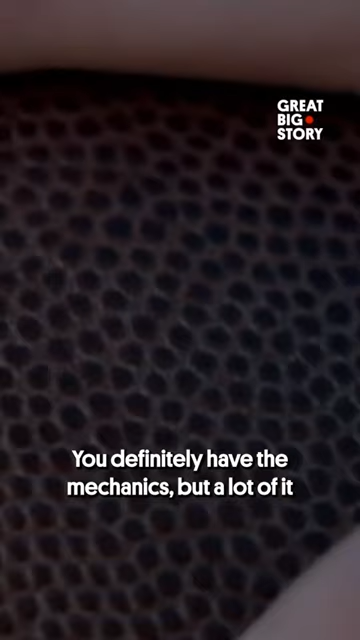 GREAT
BIG
STORY
You definitely have the
mechanics, but a lot of it